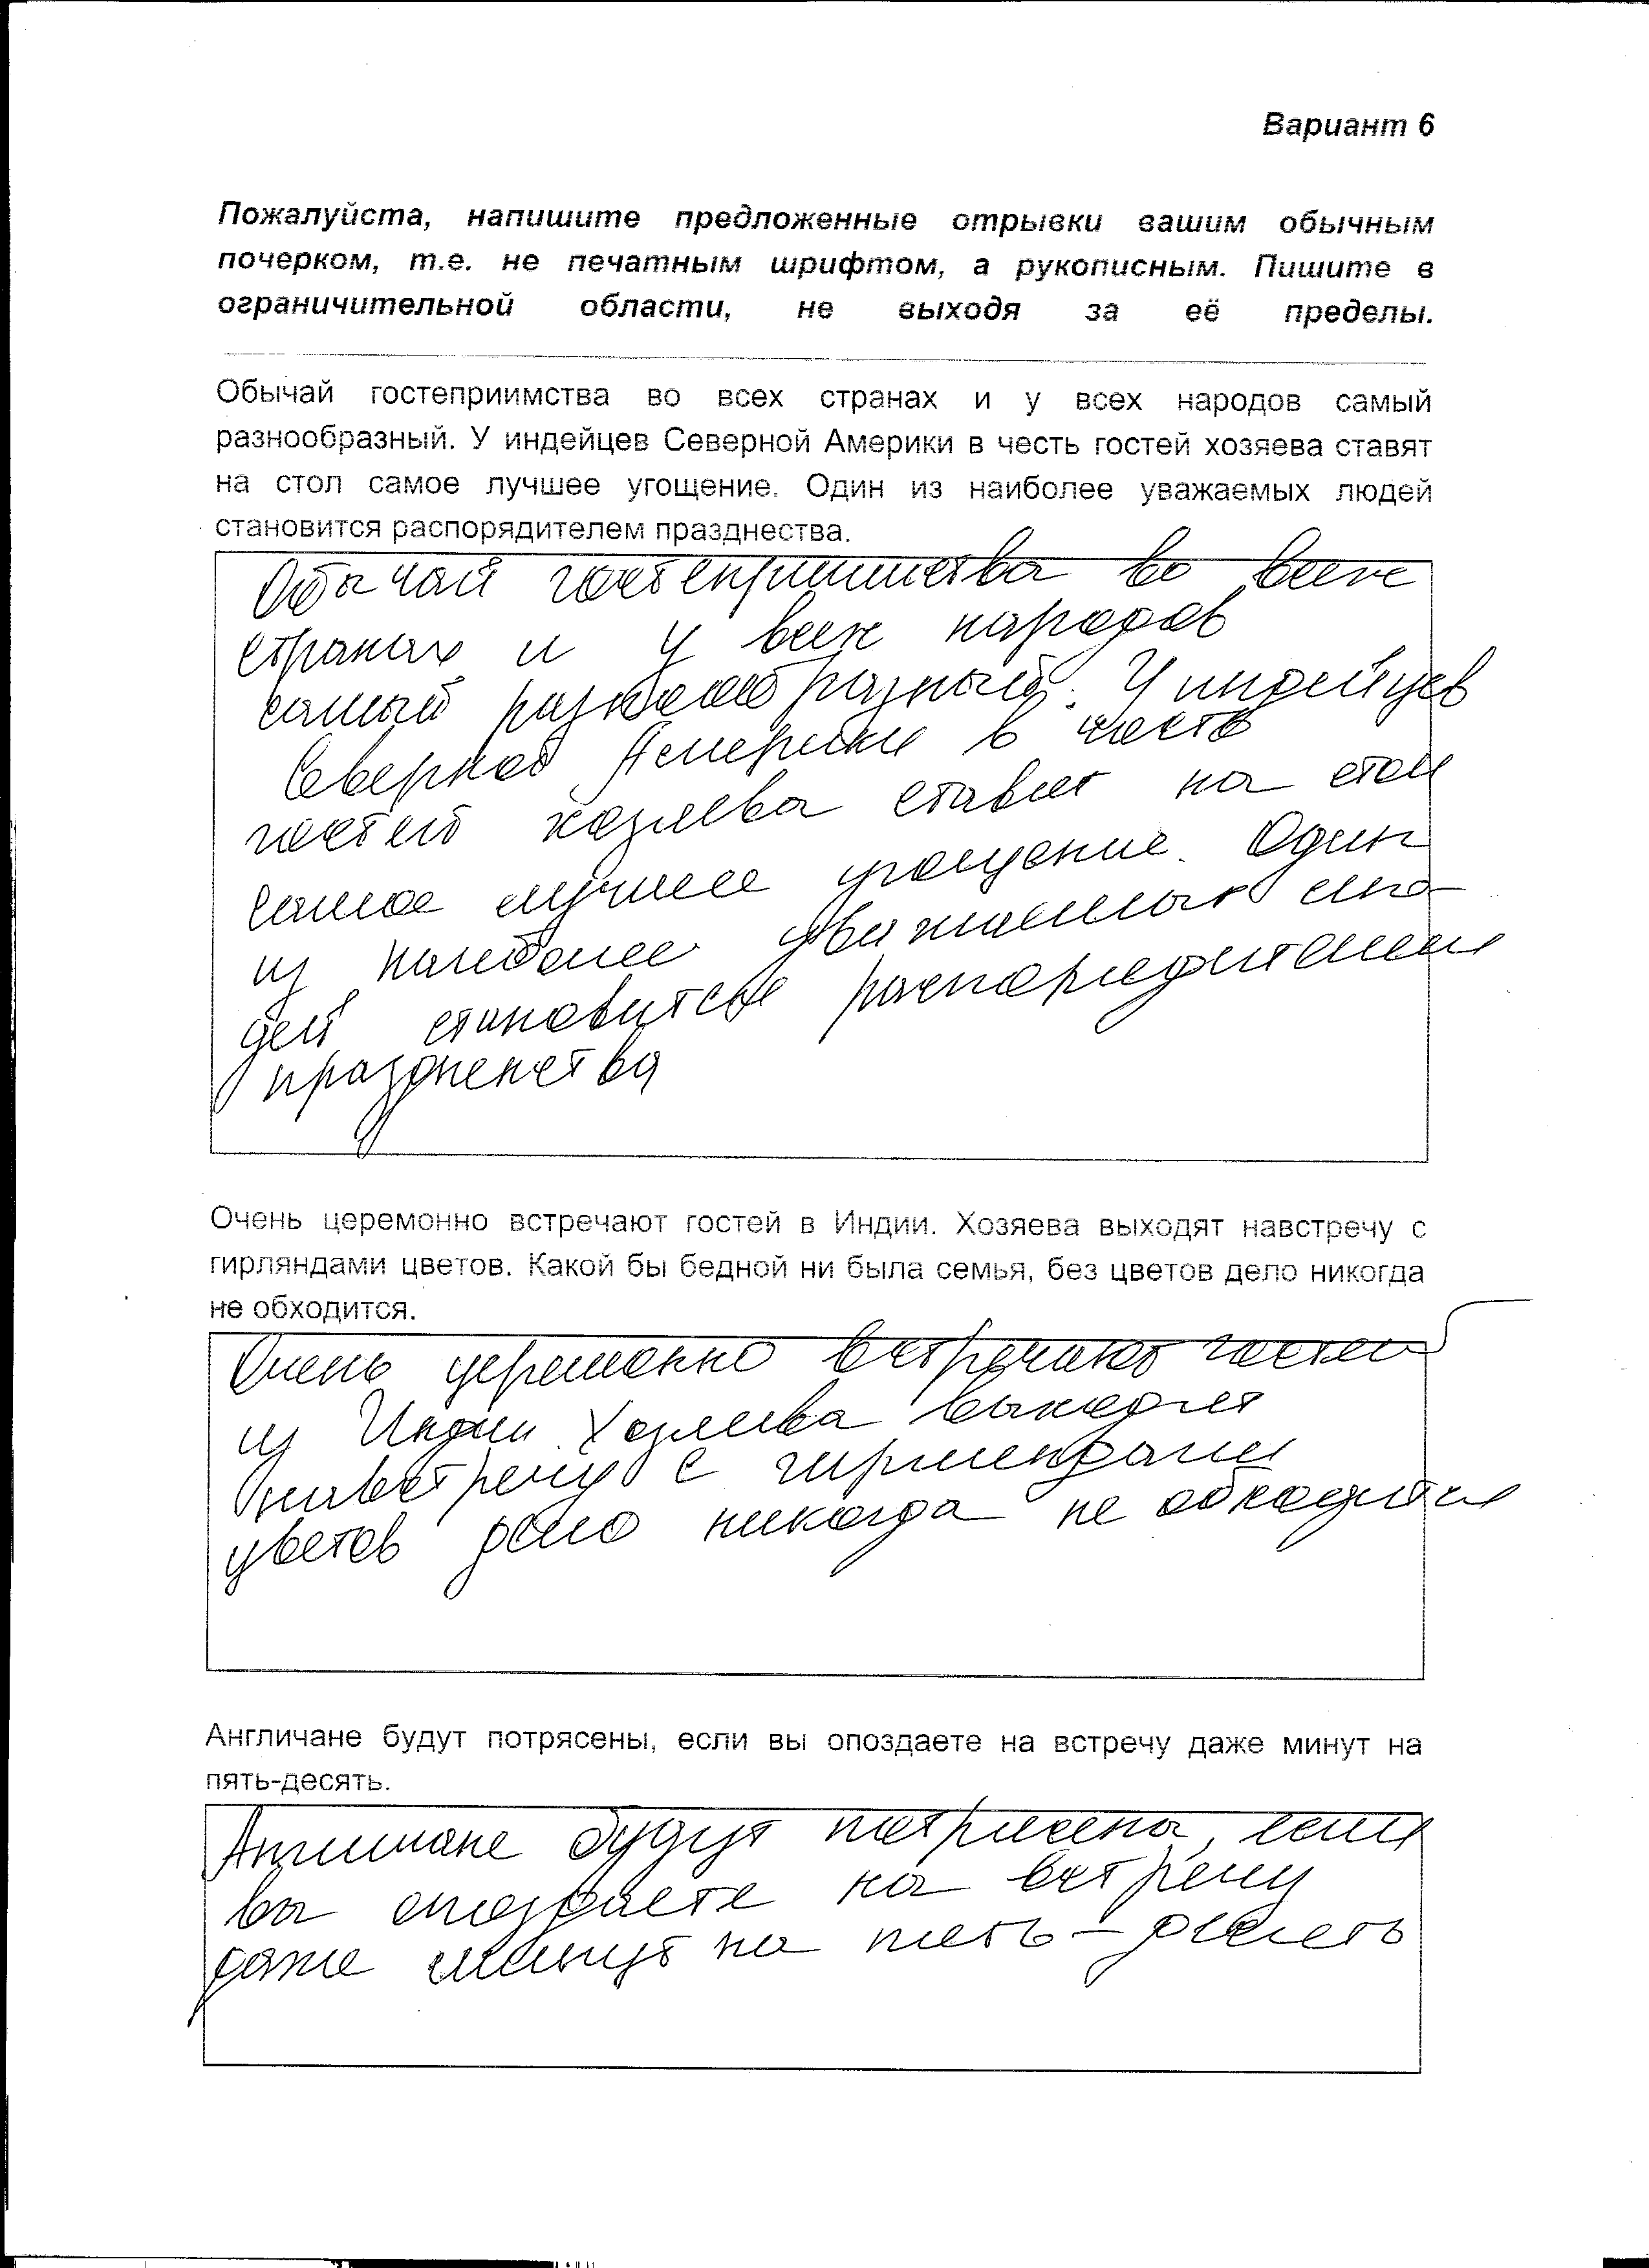 Вариант 6
Пожалуйста, напишите предложенные отрывки вашим обычным
почерком, т.е. не печатным шрифтом, а рукописным. Пишите в
ограничительной области, не выходя за её пределы.
Обычай гостеприимства во всех странах и у всех народов самый
разнообразный. У индейцев Северной Америки в честь гостей хозяева ставят
на стол самое лучшее угощение. Один из наиболее уважаемых людей
становится распорядителем празднества.
Обычай гостеприимства во всех
странах и у всех народов
самый разнообразный. У индейцев
Северной Америки в честь
гостей хозяева ставят на стол
самое лучшее угощение. Один
из наиболее уважаемых лю-
дей становится распорядителем
празденства
Очень церемонно встречают гостей в Индии. Хозяева выходят навстречу с
гирляндами цветов. Какой бы бедной ни была семья, без цветов дело никогда
не обходится.
Очень церемонно встречают гостей
из Индии. Хозяева выходят
навстречу с гирляндами
цветов дело никогда не обходится
Англичане будут потрясены, если вы опоздаете на встречу даже минут на
пять-десять.
Англичане будут потрясены, если
вы опоздаете на встречу
даже минут на пять-десять